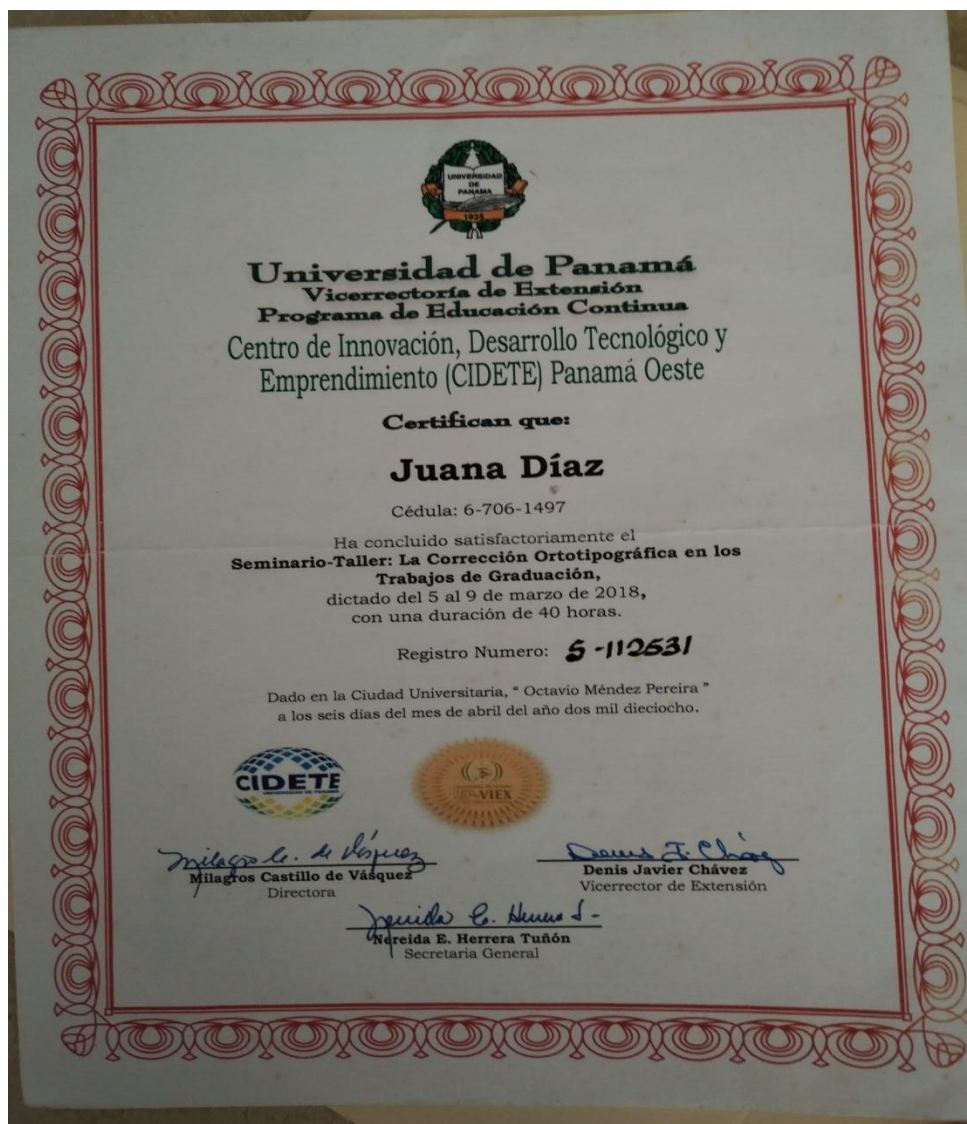 UNIVERSIDAD
DE
PANAMA
1935
Universidad de Panamá
Vicerrectoría de Extensión
Programa de Educación Continua
Centro de Innovación, Desarrollo Tecnológico y
Emprendimiento (CIDETE) Panamá Oeste
Certifican que:
Juana Díaz
Cédula: 6-706-1497
Ha concluido satisfactoriamente el
Seminario-Taller: La Corrección Ortotipográfica en los
Trabajos de Graduación,
dictado del 5 al 9 de marzo de 2018,
con una duración de 40 horas.
Registro Numero: 5-112531
Dado en la Ciudad Universitaria, “ Octavio Méndez Pereira ”
a los seis días del mes de abril del año dos mil dieciocho.
CIDETE
UNIVERSIDAD DE PANAMÁ
VIEX
Milagros Castillo de Vásquez
Directora
Denis Javier Chávez
Vicerrector de Extensión
Nereida E. Herrera Tuñón
Secretaria General